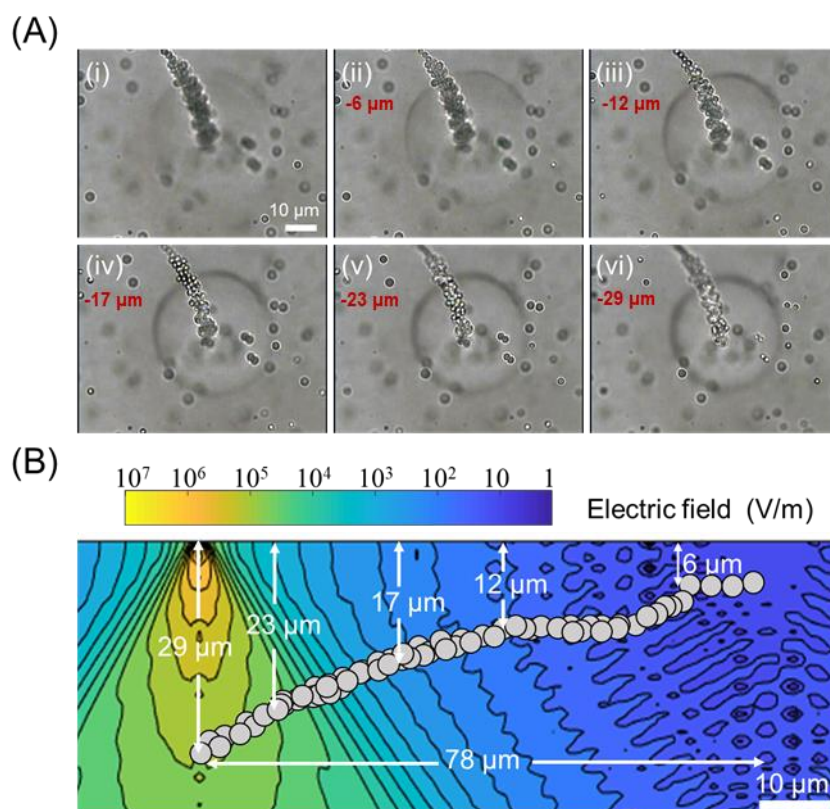 (A)
(i)
10 μm
(ii)
-6 μm
(iii)
-12 μm
(iv)
-17 μm
(v)
-23 μm
(vi)
-29 μm
(B)
10⁷ 10⁶ 10⁵ 10⁴ 10³ 10² 10 1
Electric field (V/m)
6 μm
12 μm
17 μm
23 μm
29 μm
78 μm
10 μm